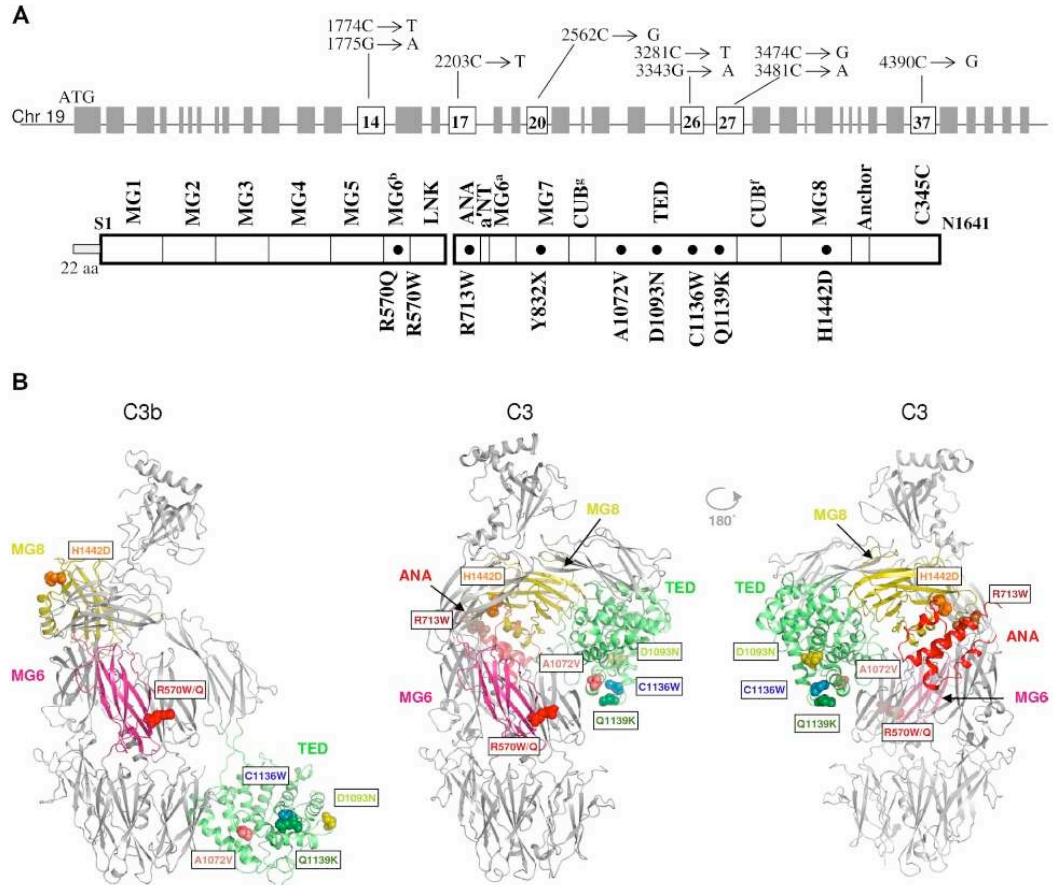 A
1774C → T
1775G → A
2203C → T
2562C → G
3281C → T
3343G → A
3474C → G
3481C → A
4390C → G
ATG
Chr 19
14
17
20
26
27
37
MG1
MG2
MG3
MG4
MG5
MG6ᵇ
LNK
ANA
a'NT
MG6ᵃ
MG7
CUBᵍ
TED
CUBᶠ
MG8
Anchor
C345C
S1
N1641
22 aa
R570Q
R570W
R713W
Y832X
A1072V
D1093N
C1136W
Q1139K
H1442D
B
C3b
MG8
H1442D
MG6
R570W/Q
TED
C1136W
D1093N
A1072V
Q1139K
C3
MG8
H1442D
ANA
TED
R713W
A1072V
D1093N
MG6
C1136W
Q1139K
R570W/Q
180°
C3
MG8
TED
H1442D
R713W
ANA
D1093N
A1072V
C1136W
MG6
Q1139K
R570W/Q